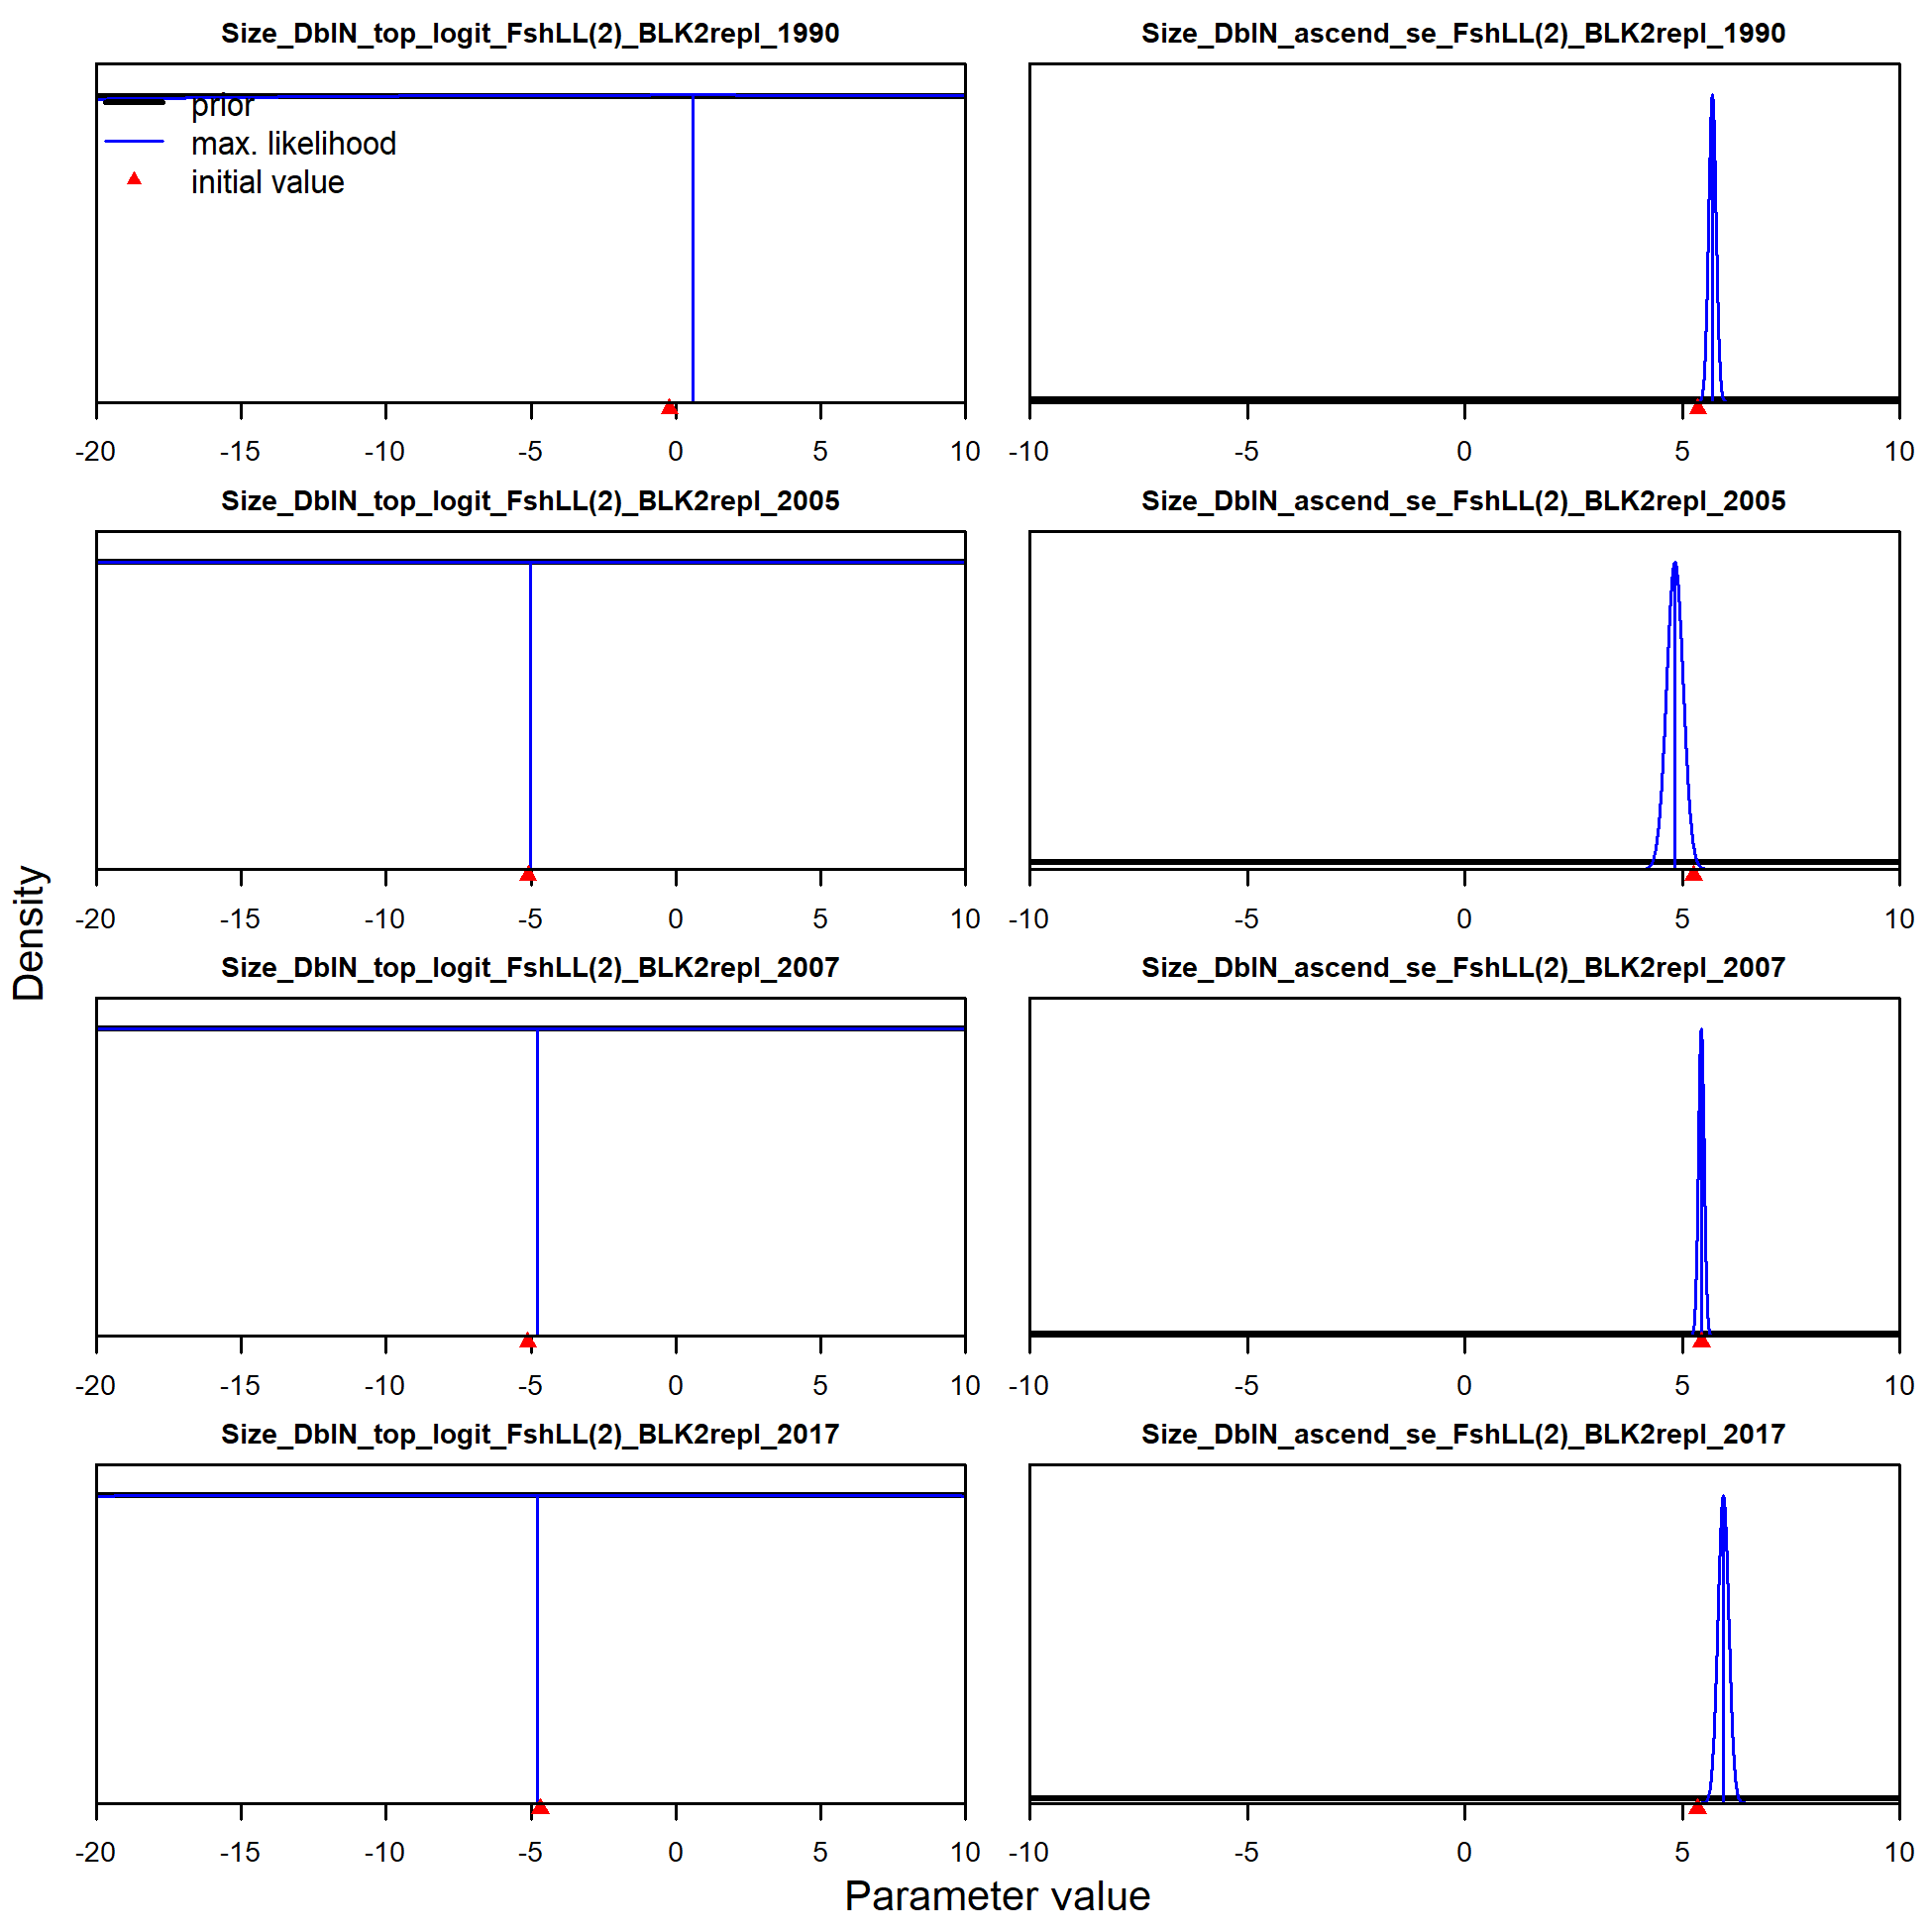 Size_DblN_top_logit_FshLL(2)_BLK2repl_1990
Size_DblN_ascend_se_FshLL(2)_BLK2repl_1990
prior
max. likelihood
initial value
-20 -15 -10 -5 0 5 10
-10 -5 0 5 10
Size_DblN_top_logit_FshLL(2)_BLK2repl_2005
Size_DblN_ascend_se_FshLL(2)_BLK2repl_2005
-20 -15 -10 -5 0 5 10
-10 -5 0 5 10
Density
Size_DblN_top_logit_FshLL(2)_BLK2repl_2007
Size_DblN_ascend_se_FshLL(2)_BLK2repl_2007
-20 -15 -10 -5 0 5 10
-10 -5 0 5 10
Size_DblN_top_logit_FshLL(2)_BLK2repl_2017
Size_DblN_ascend_se_FshLL(2)_BLK2repl_2017
-20 -15 -10 -5 0 5 10
-10 -5 0 5 10
Parameter value